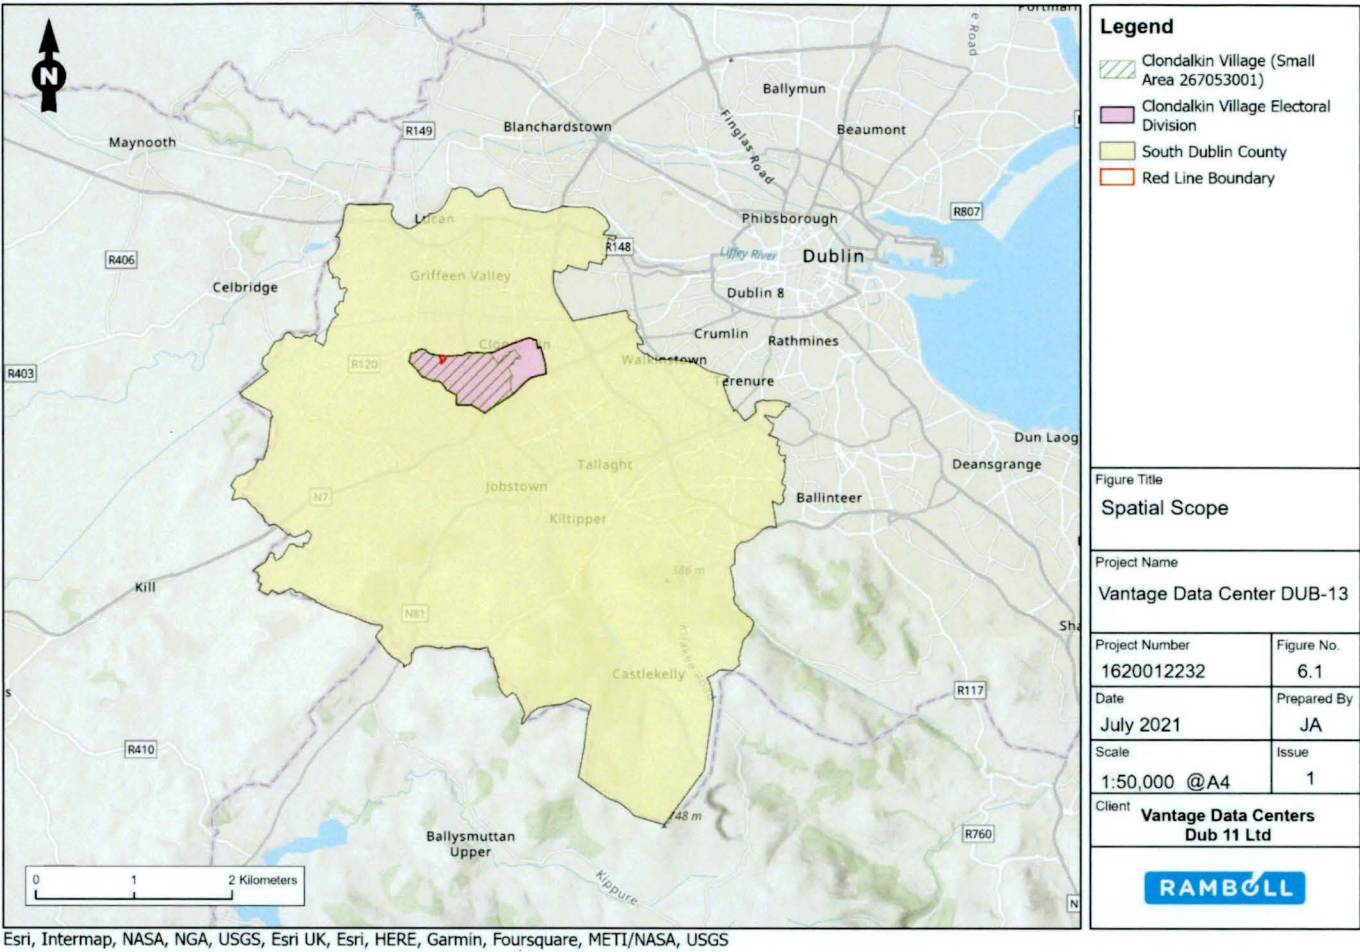 N
Maynooth
R149
Blanchardstown
Ballymun
Finglas Road
Beaumont
Lucan
R148
Phibsborough
R807
R406
Griffeen Valley
Liffey River
Dublin
Celbridge
Dublin 8
Crumlin
Rathmines
R120
Walkinstown
R403
Terenure
Dun Laog
Deansgrange
Tallaght
N7
Jobstown
Ballinteer
Kiltipper
386 m
Kill
N81
Sha
Castlekelly
R117
R410
748 m
Ballysmuttan
Upper
R760
Kippure
0 1 2 Kilometers
Esri, Intermap, NASA, NGA, USGS, Esri UK, Esri, HERE, Garmin, Foursquare, METI/NASA, USGS
Legend
Clondalkin Village (Small
Area 267053001)
Clondalkin Village Electoral
Division
South Dublin County
Red Line Boundary
Figure Title
Spatial Scope
Project Name
Vantage Data Center DUB-13
Project Number
1620012232
Figure No.
6.1
Date
July 2021
Prepared By
JA
Scale
1:50,000 @A4
Issue
1
Client
Vantage Data Centers
Dub 11 Ltd
RAMBOLL